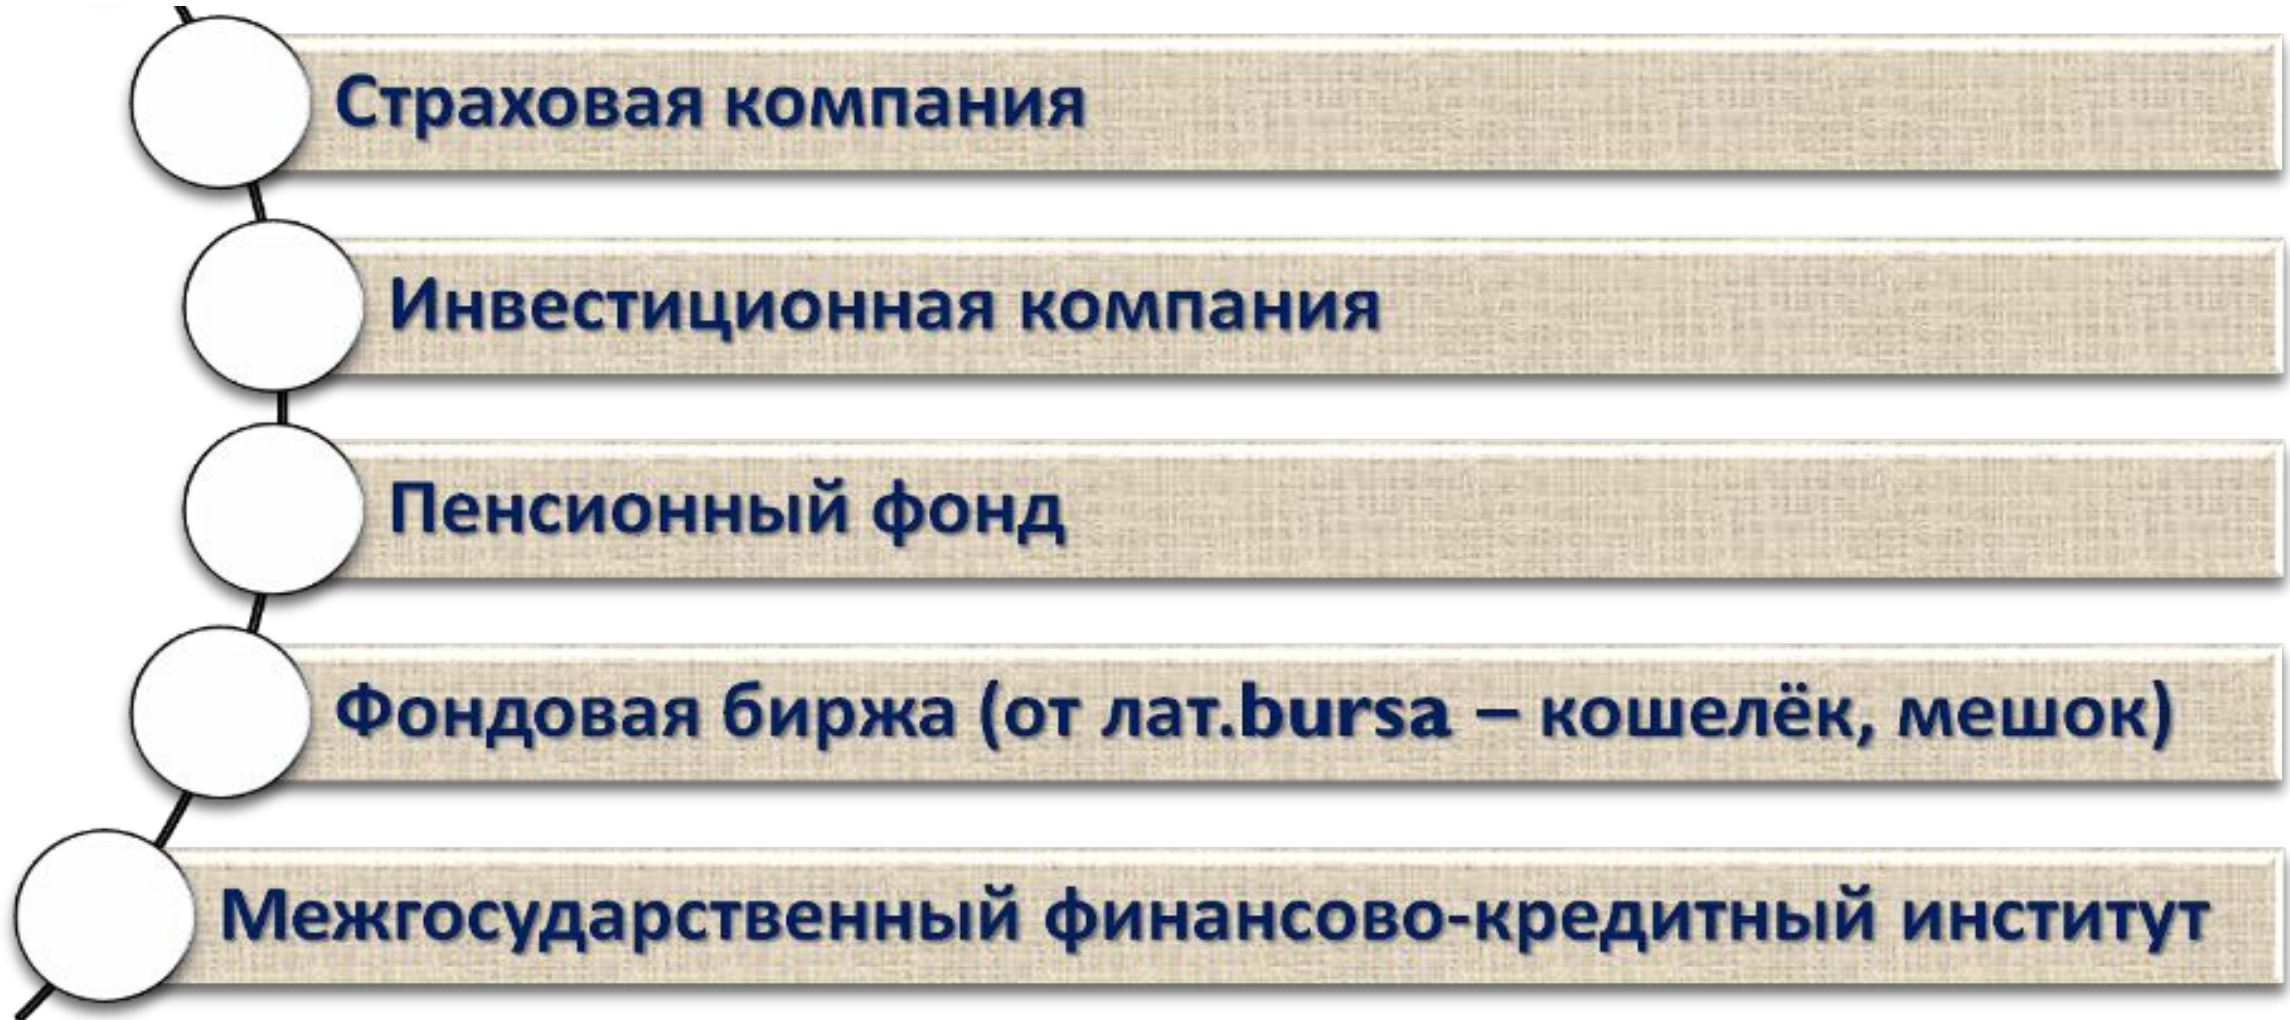 Страховая компания
Инвестиционная компания
Пенсионный фонд
Фондовая биржа (от лат.bursa – кошелёк, мешок)
Межгосударственный финансово-кредитный институт